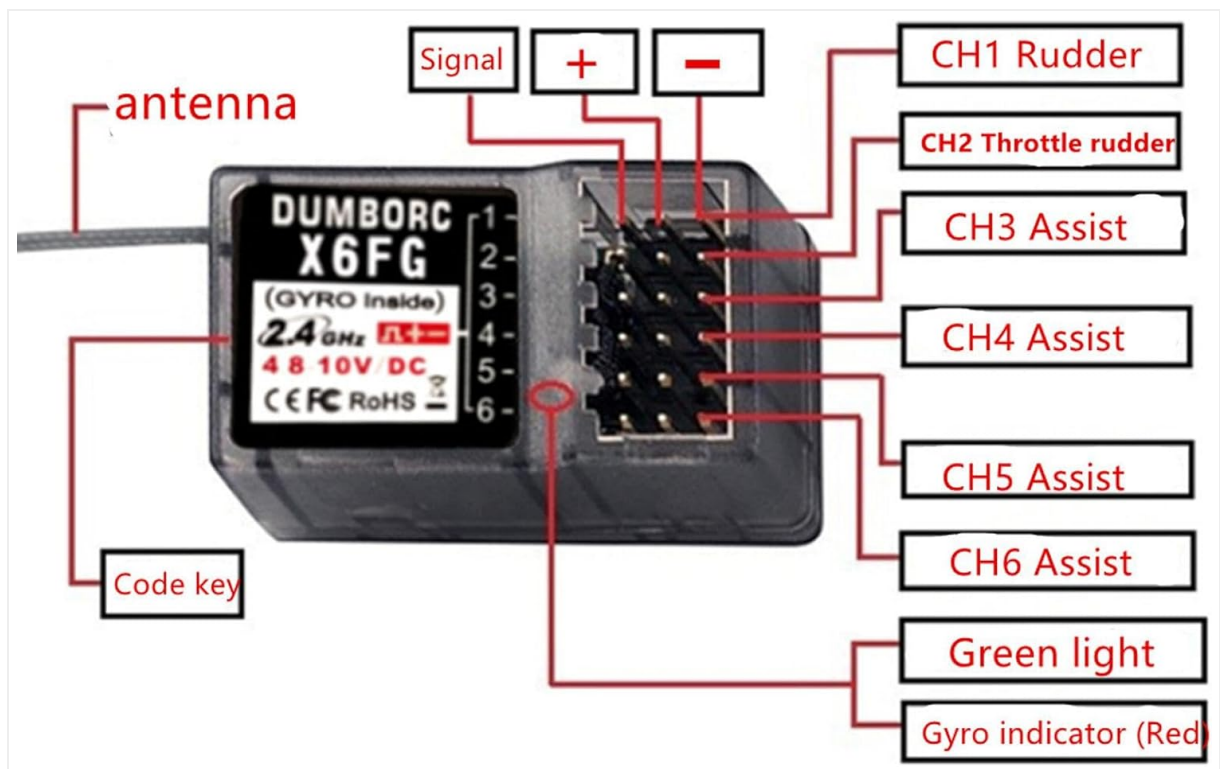 Signal
+
−
CH1 Rudder
CH2 Throttle rudder
antenna
CH3 Assist
DUMBORC
X6FG
(GYRO Inside)
2.4 GHz
+−
4 8 10V/DC
CE FC RoHS
1 -
2 -
3 -
4 -
5 -
6 -
CH4 Assist
CH5 Assist
CH6 Assist
Code key
Green light
Gyro indicator (Red)